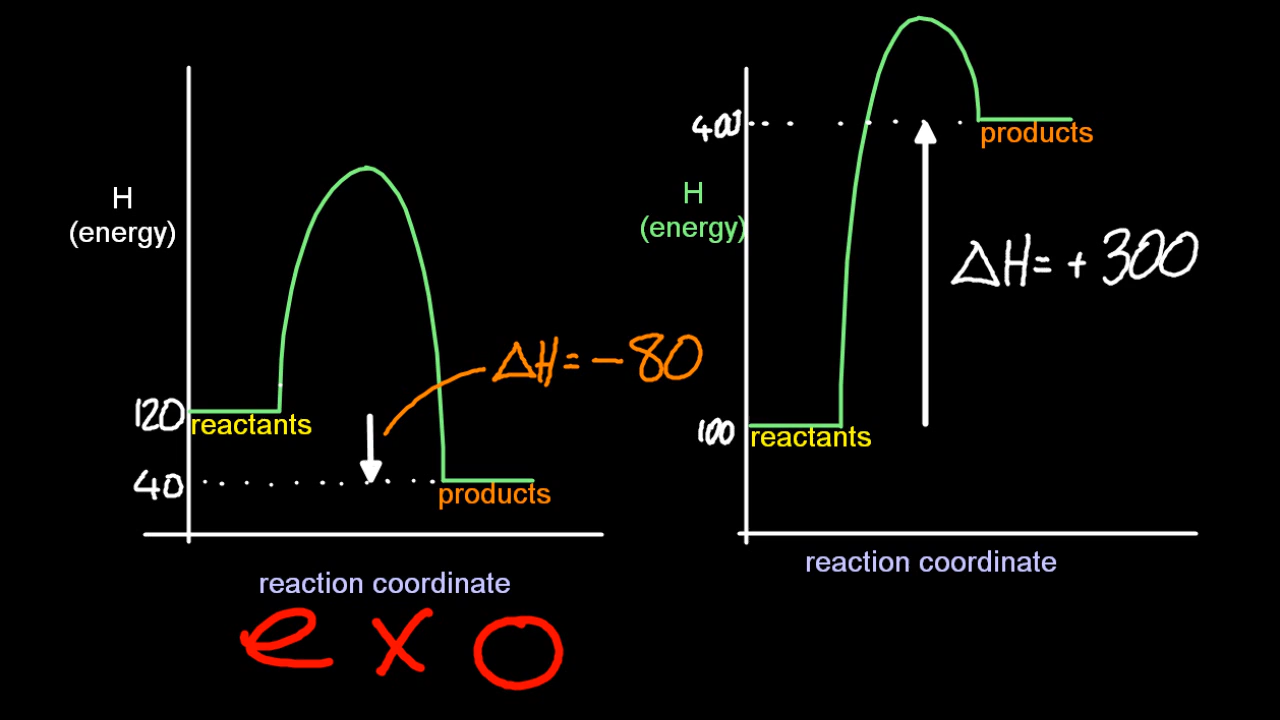 H
(energy)
120
reactants
40
products
ΔH= -80
reaction coordinate
exo
400
products
H
(energy)
ΔH= + 300
100
reactants
reaction coordinate